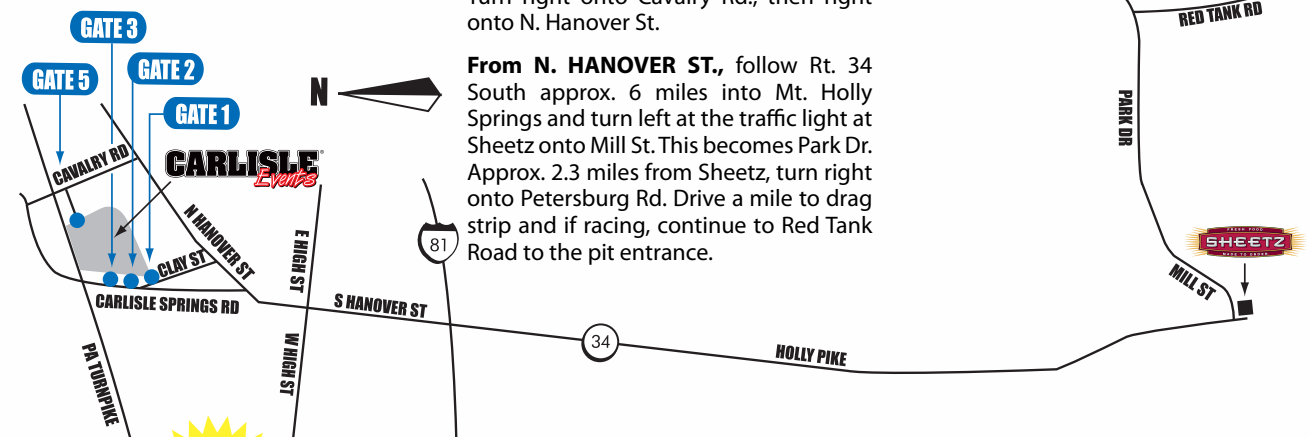 Turn right onto Cavalry Rd., then right
onto N. Hanover St.
From N. HANOVER ST., follow Rt. 34
South approx. 6 miles into Mt. Holly
Springs and turn left at the traffic light at
Sheetz onto Mill St. This becomes Park Dr.
Approx. 2.3 miles from Sheetz, turn right
onto Petersburg Rd. Drive a mile to drag
strip and if racing, continue to Red Tank
Road to the pit entrance.
GATE 3
GATE 2
GATE 5
GATE 1
N
CAVALRY RD
CARLISLE
Events
N HANOVER ST
CLAY ST
CARLISLE SPRINGS RD
PA TURNPIKE
E HIGH ST
W HIGH ST
81
S HANOVER ST
34
HOLLY PIKE
RED TANK RD
PARK DR
FRESH FOOD
SHEETZ
MADE TO ORDER
MILL ST